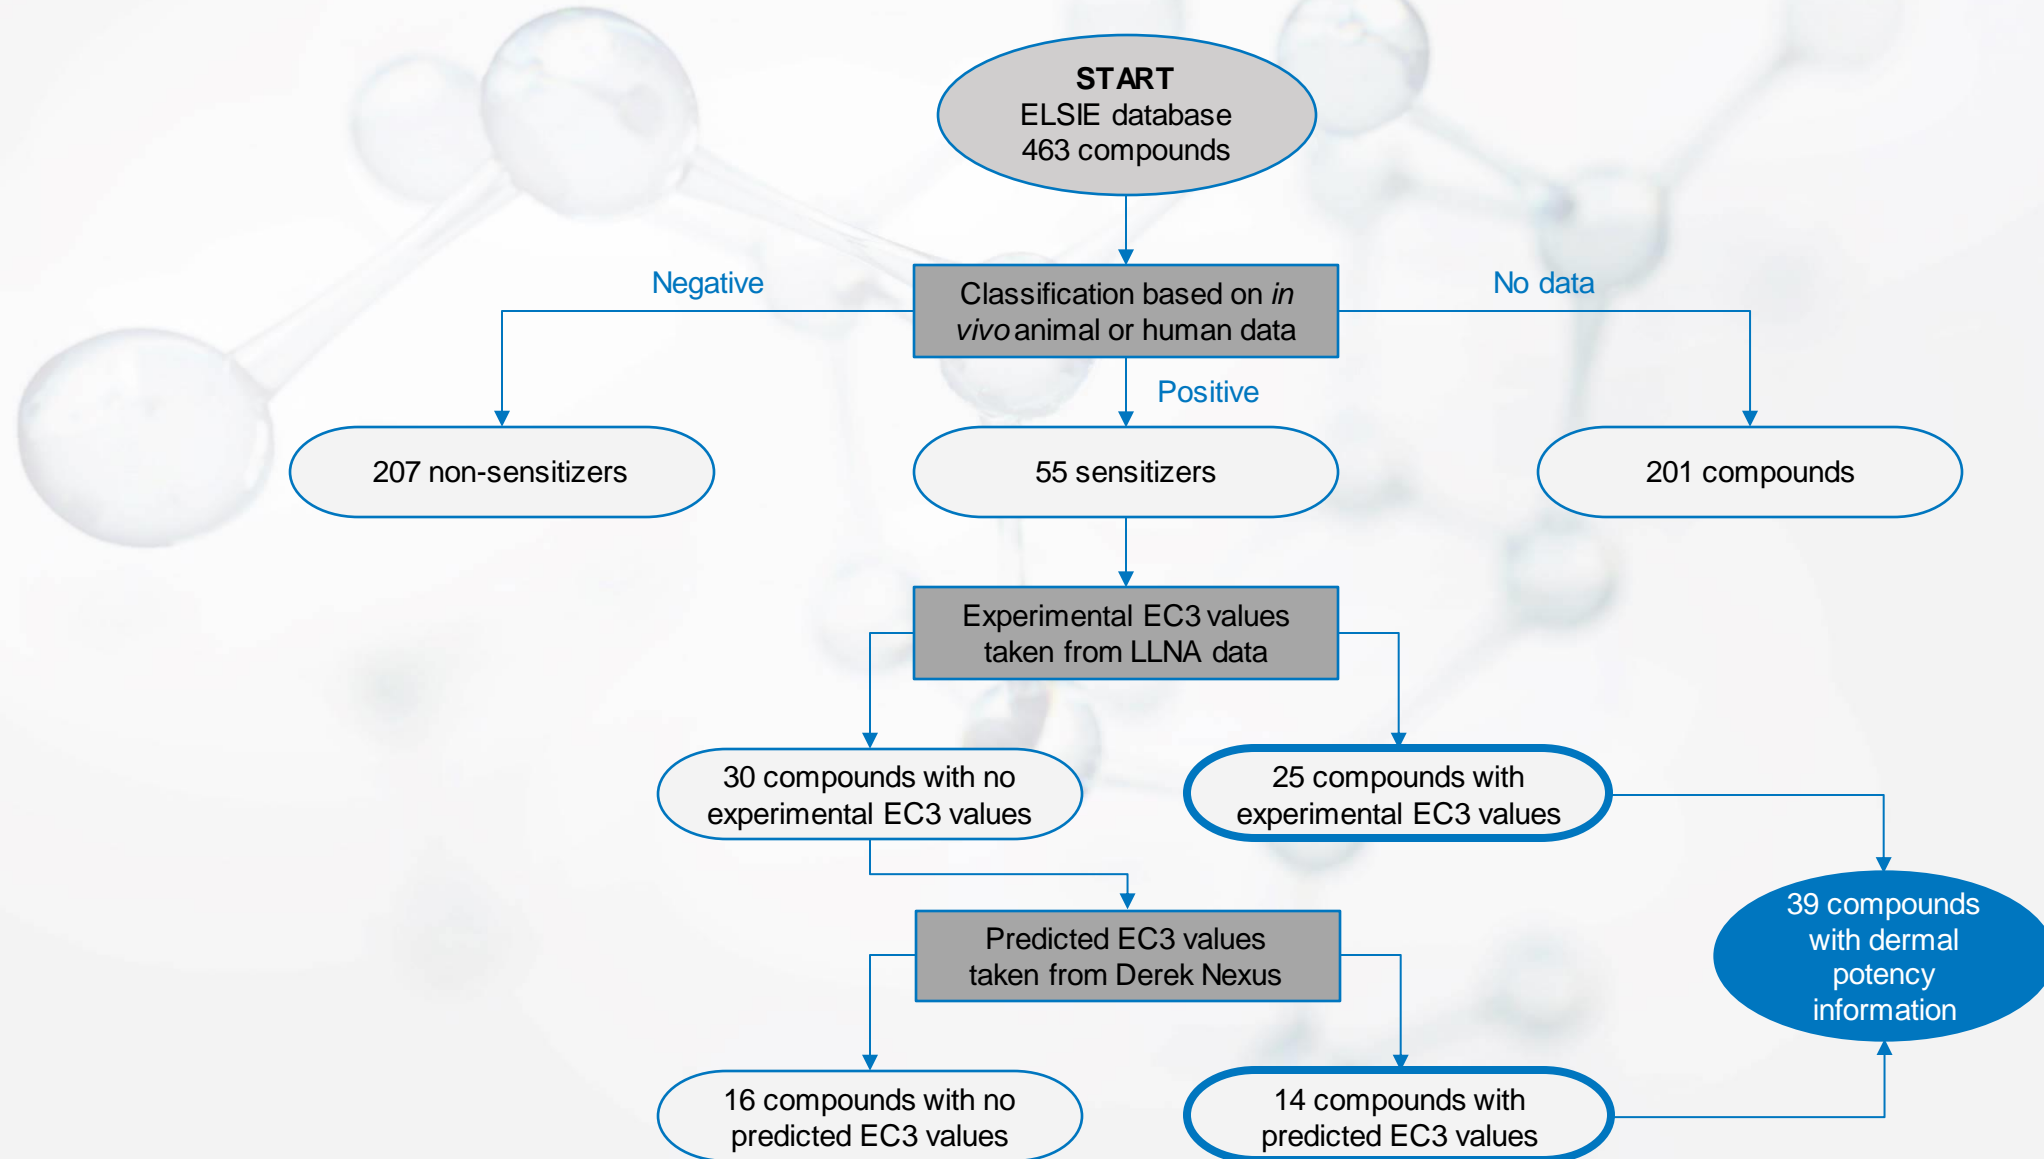 START
ELSIE database
463 compounds
Negative
No data
Classification based on in
vivo animal or human data
Positive
207 non-sensitizers
55 sensitizers
201 compounds
Experimental EC3 values
taken from LLNA data
30 compounds with no
experimental EC3 values
25 compounds with
experimental EC3 values
39 compounds
with dermal
potency
information
Predicted EC3 values
taken from Derek Nexus
16 compounds with no
predicted EC3 values
14 compounds with
predicted EC3 values